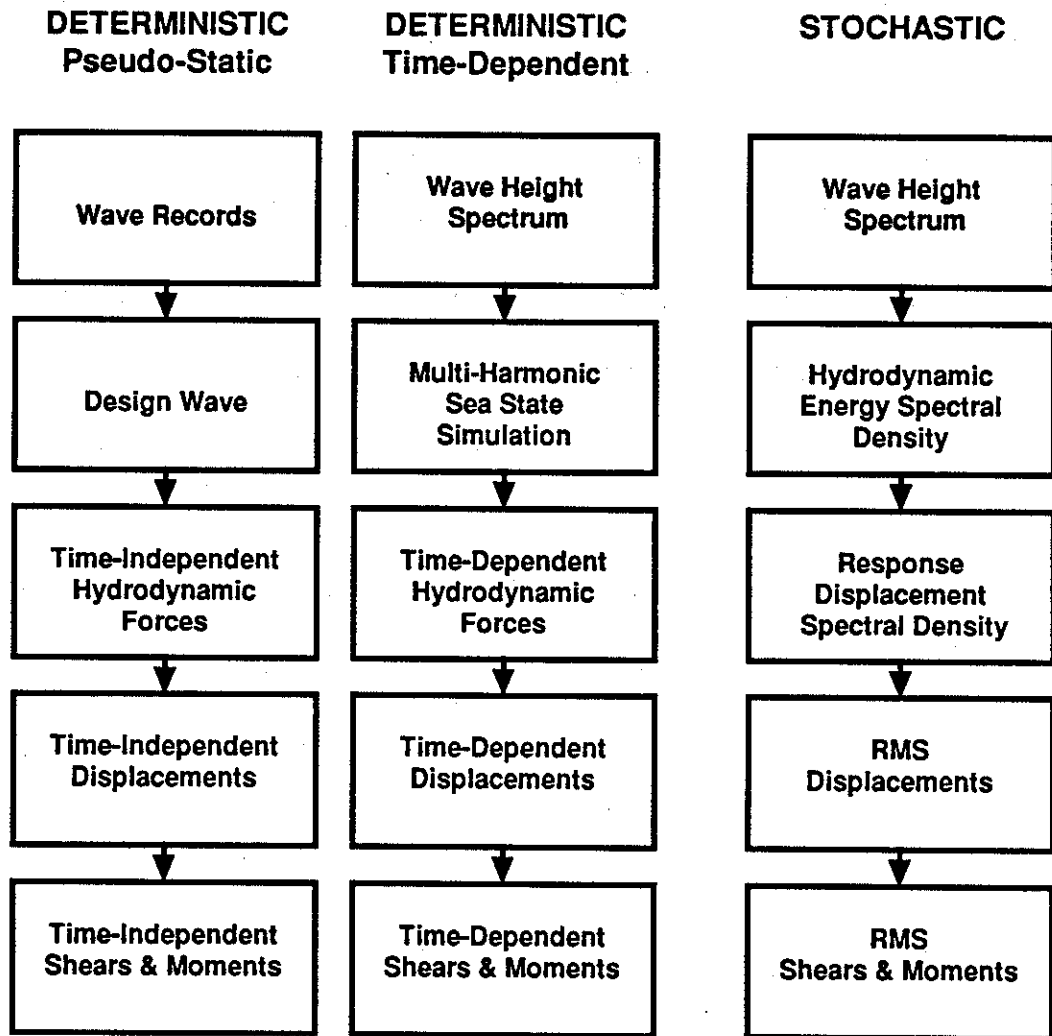 DETERMINISTIC
Pseudo-Static
Wave Records
Design Wave
Time-Independent
Hydrodynamic
Forces
Time-Independent
Displacements
Time-Independent
Shears & Moments
DETERMINISTIC
Time-Dependent
Wave Height
Spectrum
Multi-Harmonic
Sea State
Simulation
Time-Dependent
Hydrodynamic
Forces
Time-Dependent
Displacements
Time-Dependent
Shears & Moments
STOCHASTIC
Wave Height
Spectrum
Hydrodynamic
Energy Spectral
Density
Response
Displacement
Spectral Density
RMS
Displacements
RMS
Shears & Moments